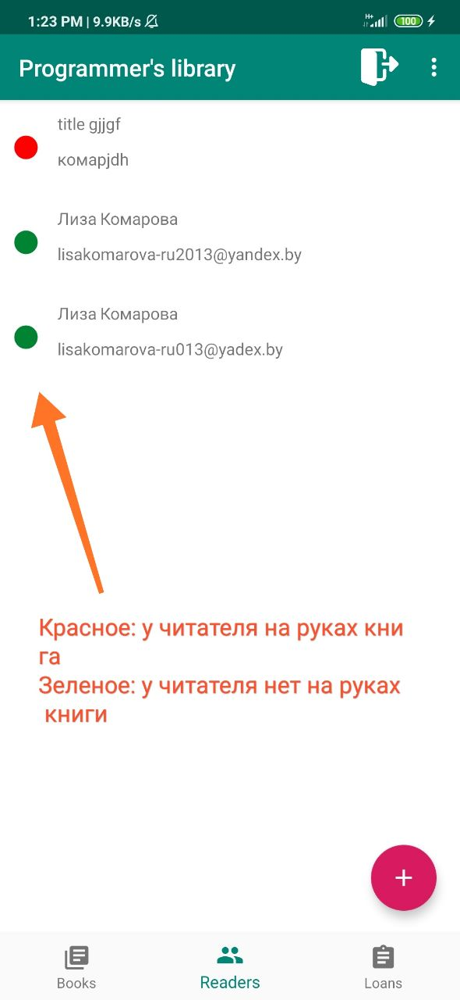 1:23 PM | 9.9KB/s
H+
100
Programmer's library
title gjjgf
комарjdh
Лиза Комарова
lisakomarova-ru2013@yandex.by
Лиза Комарова
lisakomarova-ru013@yadex.by
Красное: у читателя на руках кни
га
Зеленое: у читателя нет на руках
книги
+
Books
Readers
Loans